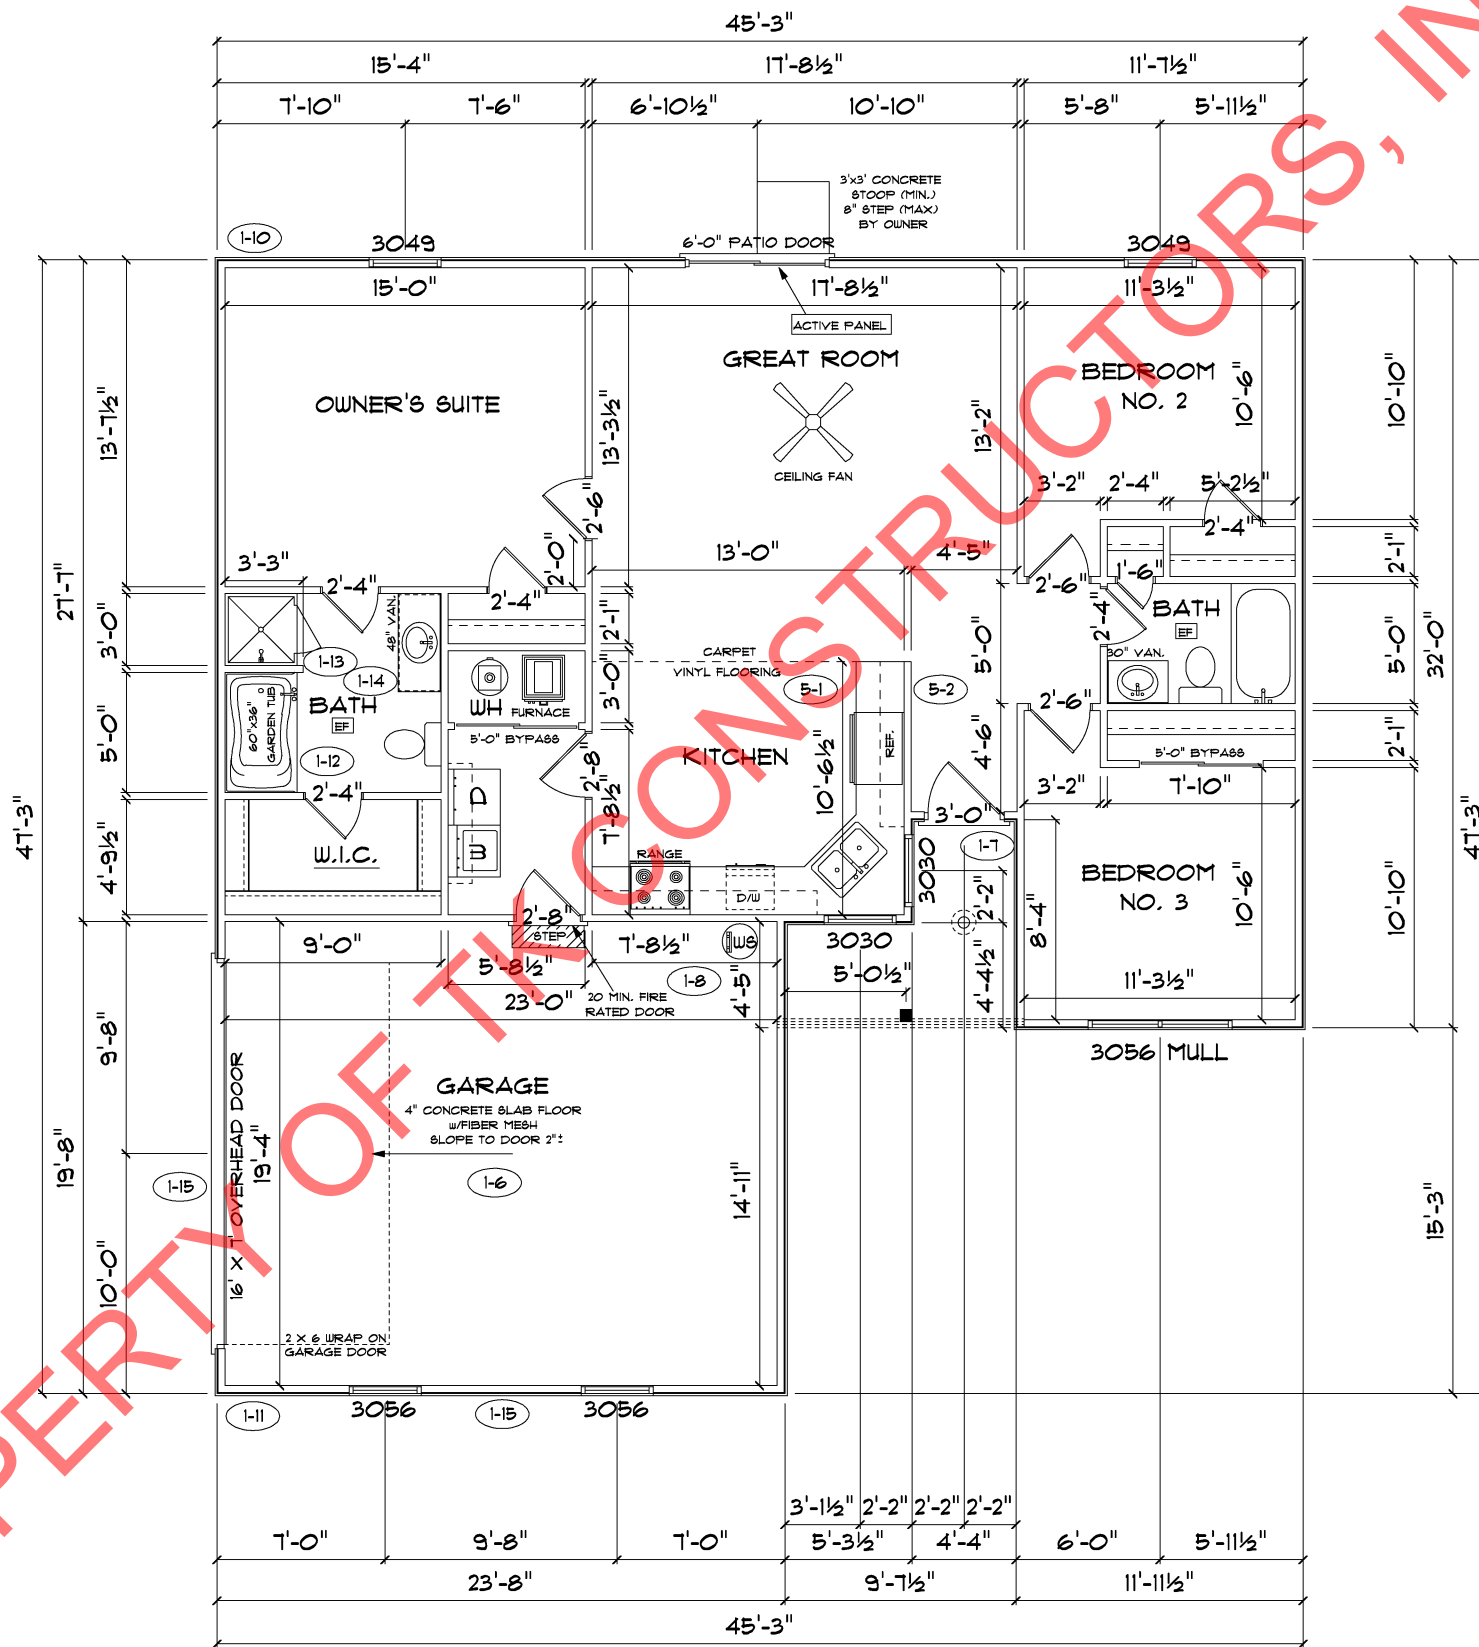 45'-3"
15'-4"
17'-8½"
11'-7½"
7'-10"
7'-6"
6'-10½"
10'-10"
5'-8"
5'-11½"
3'x3' CONCRETE
STOOP (MIN.)
8" STEP (MAX)
BY OWNER
1-10
3049
6'-0" PATIO DOOR
3049
15'-0"
17'-8½"
11'-3½"
ACTIVE PANEL
GREAT ROOM
OWNER'S SUITE
BEDROOM
NO. 2
10'-6"
10'-10"
13'-7½"
13'-3½"
13'-2"
CEILING FAN
3'-2"
2'-4"
5'-2½"
2'-4"
2'-6"
2'-0"
13'-0"
4'-5"
2'-1"
3'-3"
2'-4"
2'-4"
2'-6"
1'-6"
27'-7"
3'-0"
48" VAN.
2'-1"
2'-4"
BATH
EF
5'-0"
5'-0"
32'-0"
1-13
1-14
CARPET
VINYL FLOORING
30" VAN.
3'-0"
5-1
5-2
WH
FURNACE
2'-6"
BATH
EF
60"x36"
GARDEN TUB
5'-0"
5'-0" BYPASS
2'-1"
5'-0" BYPASS
1-12
KITCHEN
REF.
4'-6"
2'-8"
10'-6½"
7'-8½"
2'-4"
D
W
3'-2"
7'-10"
3'-0"
47'-3"
4'-9½"
W.I.C.
RANGE
D/W
3030
1-7
47'-3"
BEDROOM
NO. 3
10'-6"
10'-10"
2'-2"
8'-4"
2'-8"
STEP
WS
9'-0"
7'-8½"
3030
5'-8½"
1-8
4'-5"
5'-0½"
4'-4½"
11'-3½"
23'-0"
20 MIN. FIRE
RATED DOOR
9'-8"
3056 MULL
GARAGE
4" CONCRETE SLAB FLOOR
W/FIBER MESH
SLOPE TO DOOR 2"±
19'-8"
1-15
16' X 7' OVERHEAD DOOR
19'-4"
1-6
14'-11"
15'-3"
10'-0"
2 X 6 WRAP ON
GARAGE DOOR
1-11
3056
1-15
3056
3'-1½"
2'-2"
2'-2"
2'-2"
7'-0"
9'-8"
7'-0"
5'-3½"
4'-4"
6'-0"
5'-11½"
23'-8"
9'-7½"
11'-11½"
45'-3"
PERTY OF TK CONSTRUCTORS, IN